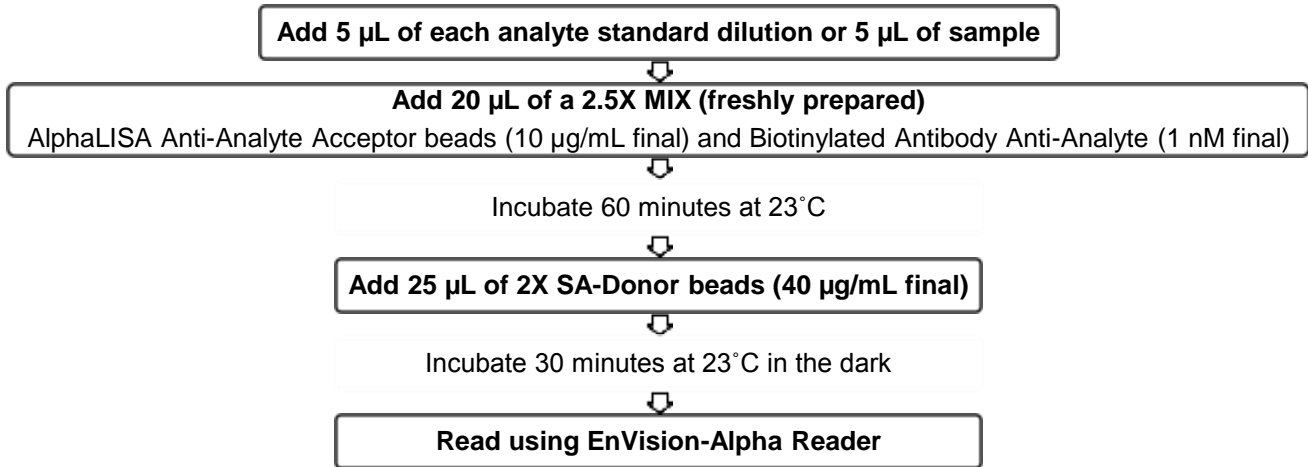 Add 5 µL of each analyte standard dilution or 5 µL of sample
Add 20 µL of a 2.5X MIX (freshly prepared)
AlphaLISA Anti-Analyte Acceptor beads (10 µg/mL final) and Biotinylated Antibody Anti-Analyte (1 nM final)
Incubate 60 minutes at 23˚C
Add 25 µL of 2X SA-Donor beads (40 µg/mL final)
Incubate 30 minutes at 23˚C in the dark
Read using EnVision-Alpha Reader